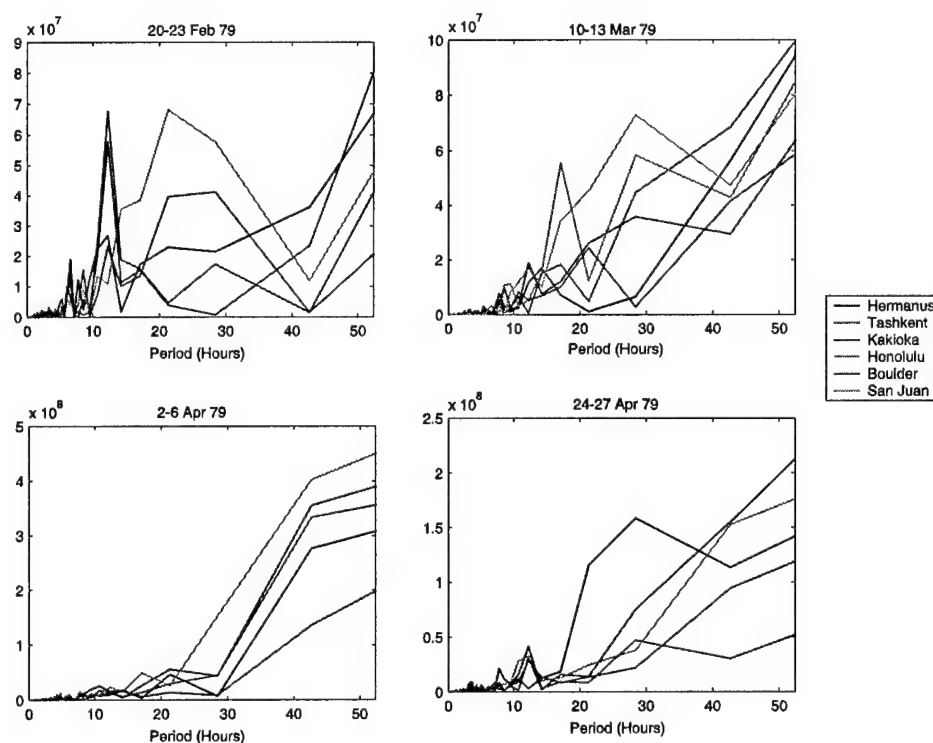 x 10^7
20-23 Feb 79
9
8
7
6
5
4
3
2
1
0
0 10 20 30 40 50
Period (Hours)
x 10^7
10-13 Mar 79
10
8
6
4
2
0
0 10 20 30 40 50
Period (Hours)
Hermanus
Tashkent
Kakioka
Honolulu
Boulder
San Juan
x 10^8
2-6 Apr 79
5
4
3
2
1
0
0 10 20 30 40 50
Period (Hours)
x 10^8
24-27 Apr 79
2.5
2
1.5
1
0.5
0
0 10 20 30 40 50
Period (Hours)